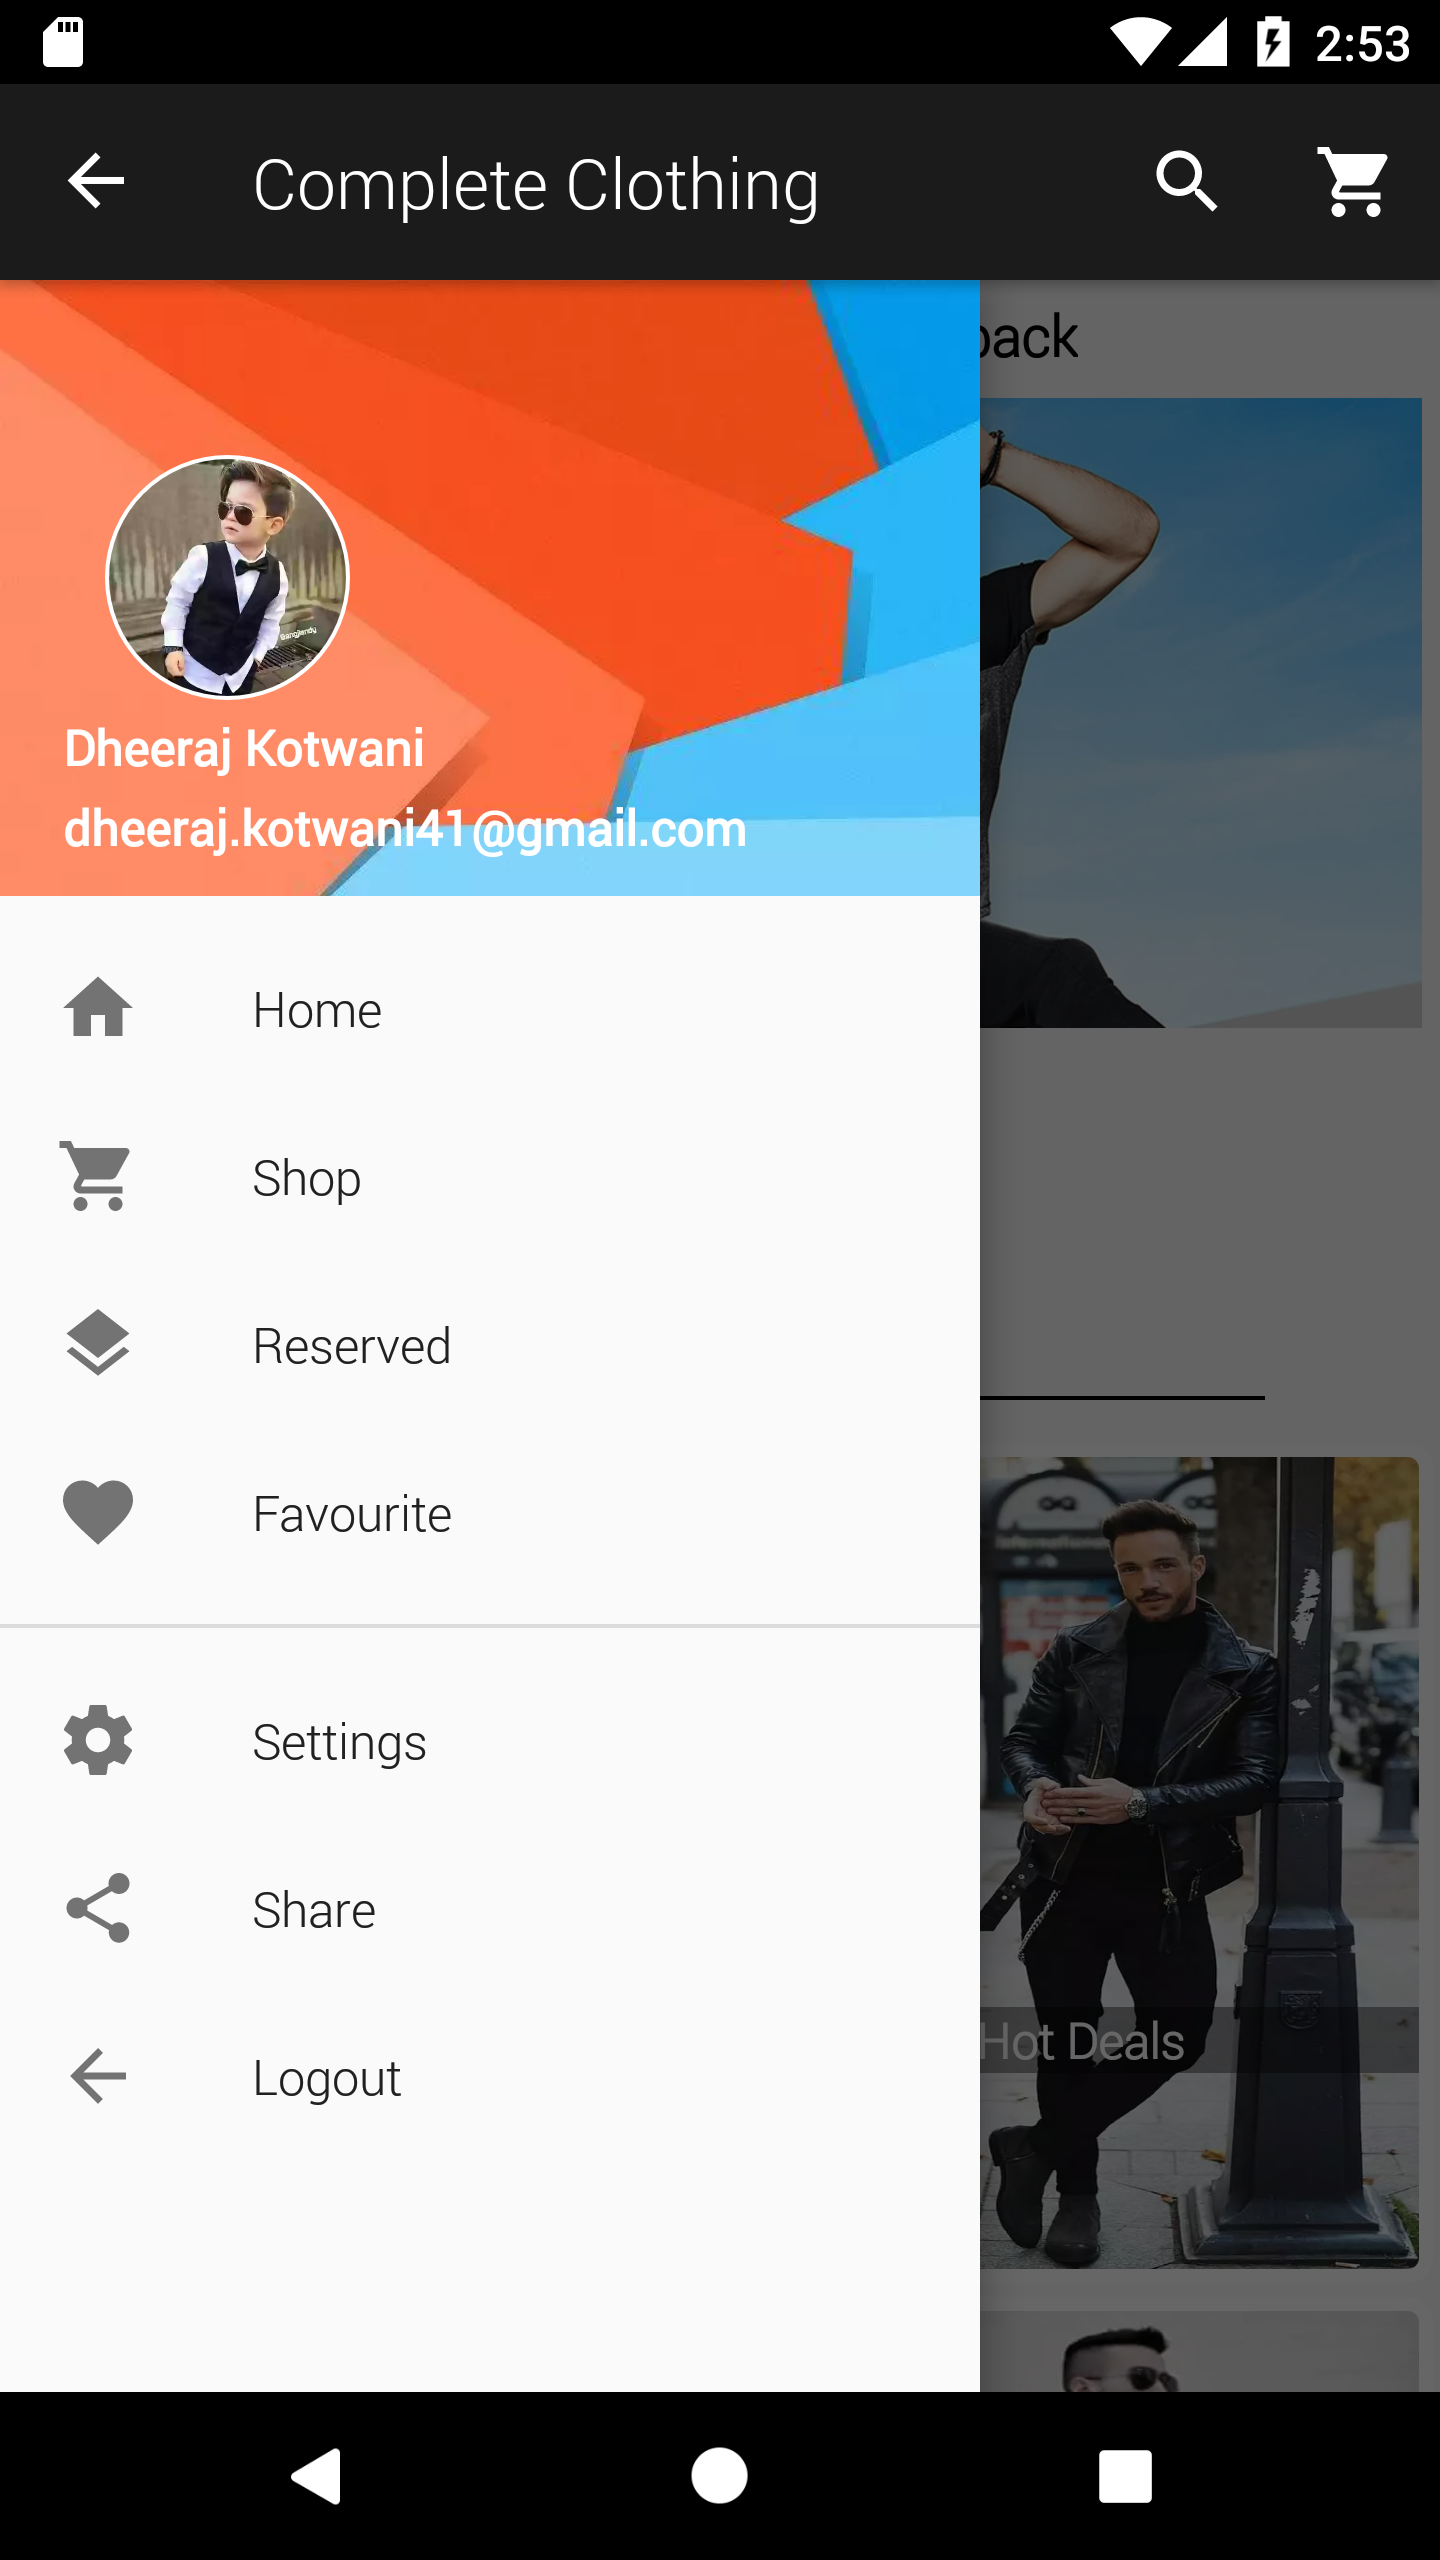 2:53
Complete Clothing
Dheeraj Kotwani
dheeraj.kotwani41@gmail.com
Home
Shop
Reserved
Favourite
Settings
Share
Logout
Hot Deals